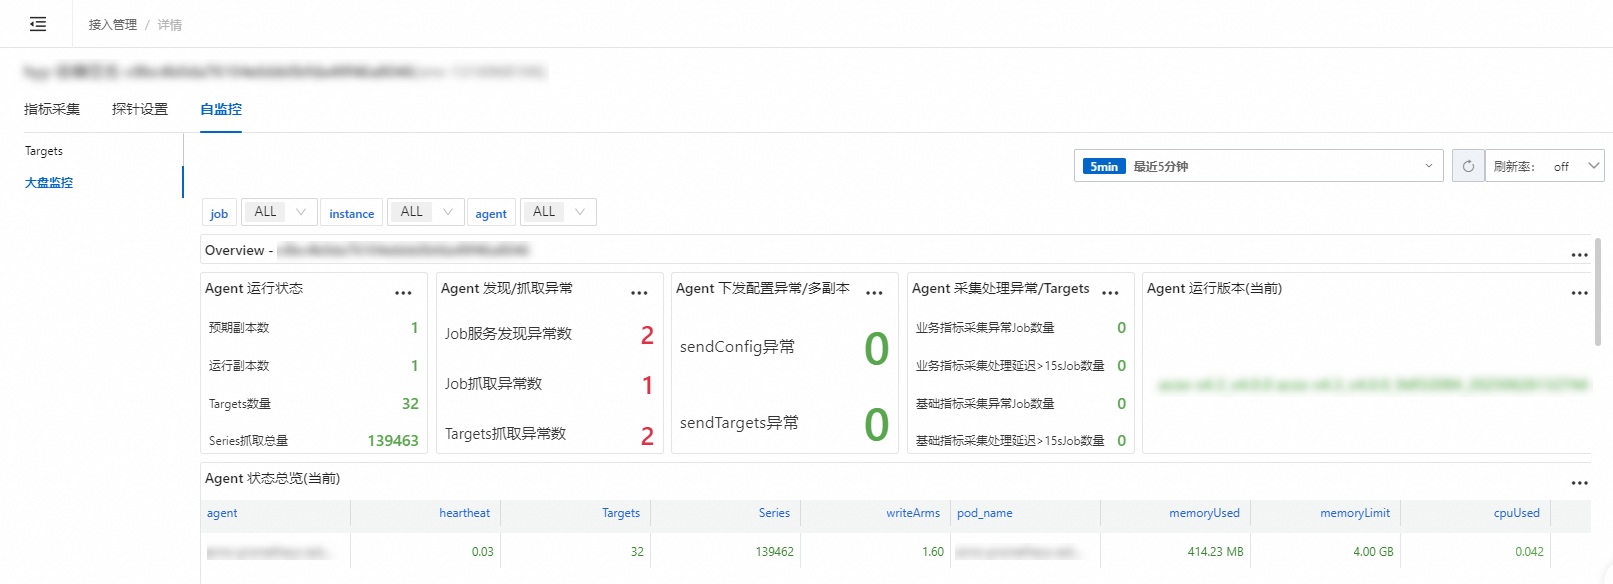 接入管理 / 详情
指标采集 探针设置 自监控
Targets
大盘监控
5min 最近5分钟 刷新率: off
job ALL instance ALL agent ALL
Overview -
Agent 运行状态
预期副本数 1
运行副本数 1
Targets数量 32
Series抓取总量 139463
Agent 发现/抓取异常
Job服务发现异常数 2
Job抓取异常数 1
Targets抓取异常数 2
Agent 下发配置异常/多副本
sendConfig异常 0
sendTargets异常 0
Agent 采集处理异常/Targets
业务指标采集异常Job数量 0
业务指标采集处理延迟>15sJob数量 0
基础指标采集异常Job数量 0
基础指标采集处理延迟>15sJob数量 0
Agent 运行版本(当前)
Agent 状态总览(当前)
agent heartheat Targets Series writeArms pod_name memoryUsed memoryLimit cpuUsed
0.03 32 139462 1.60 414.23 MB 4.00 GB 0.042